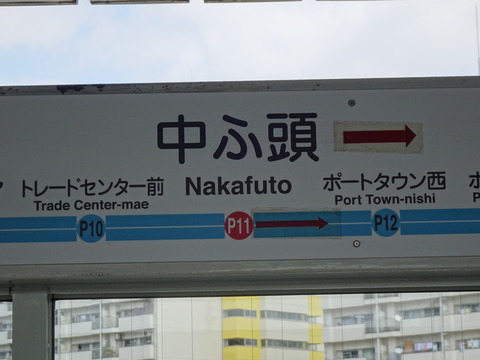 中ふ頭
トレードセンター前 Nakafuto ポートタウン西
Trade Center-mae Port Town-nishi
P10 P11 P12